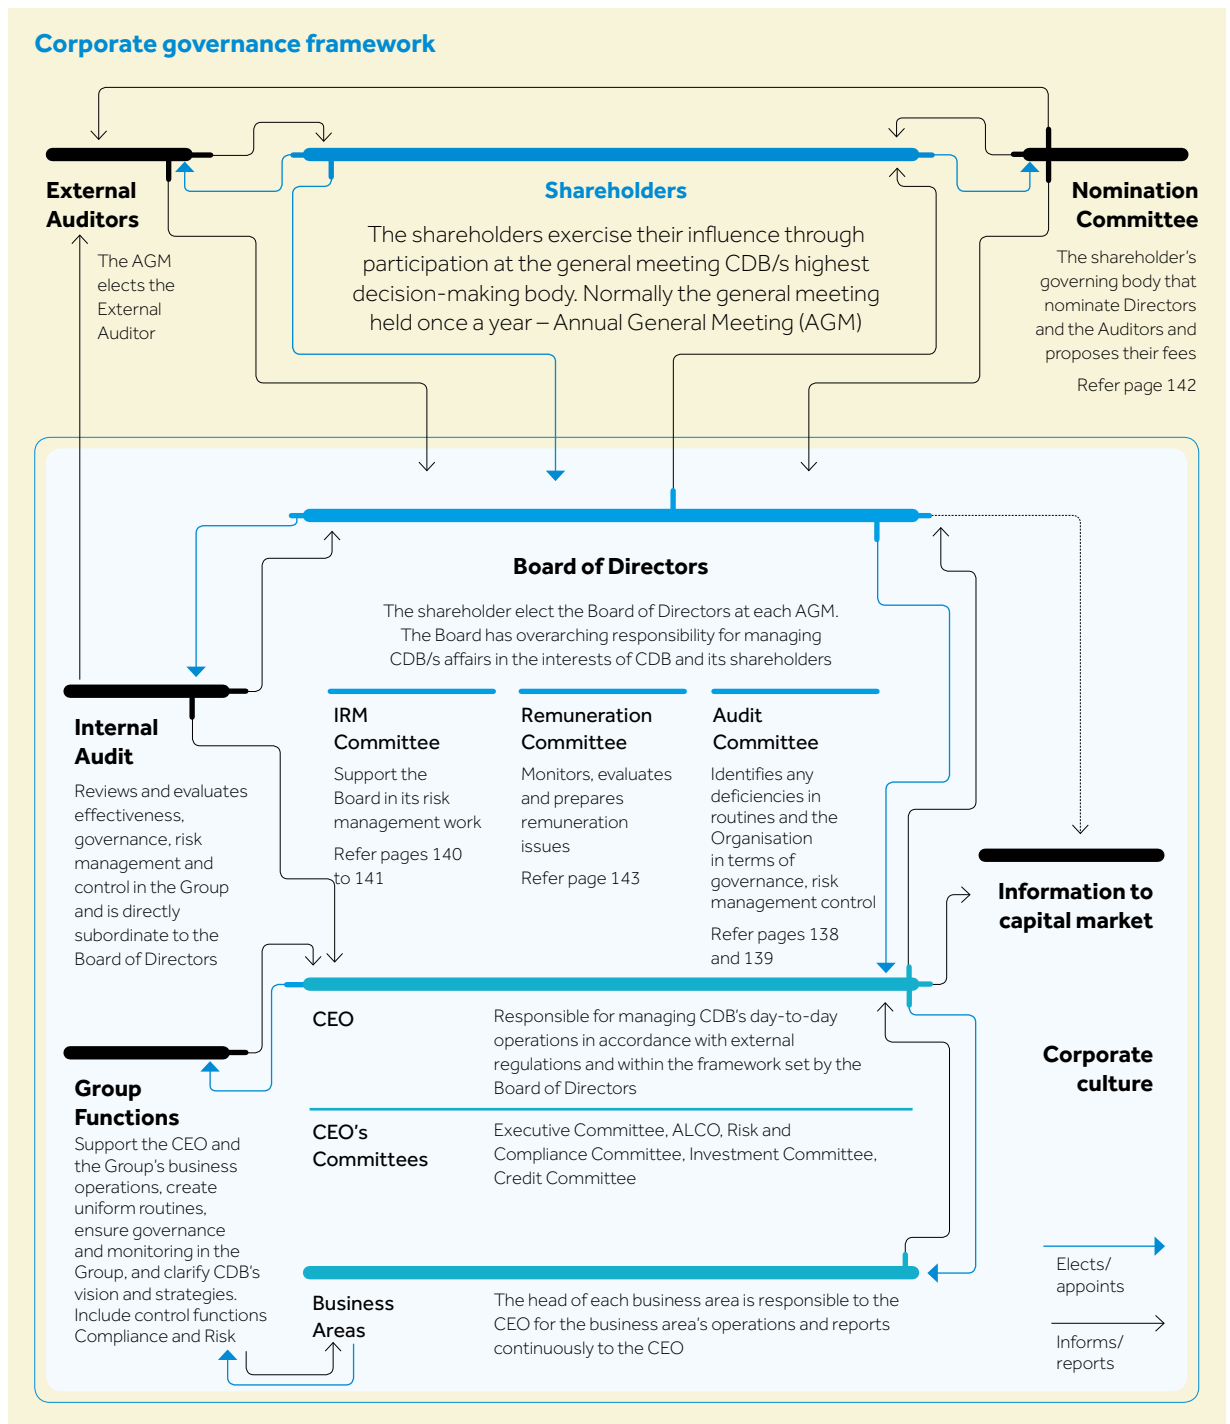 Corporate governance framework
External
Auditors
The AGM
elects the
External
Auditor
Shareholders
The shareholders exercise their influence through
participation at the general meeting CDB/s highest
decision-making body. Normally the general meeting
held once a year – Annual General Meeting (AGM)
Nomination
Committee
The shareholder's
governing body that
nominate Directors
and the Auditors and
proposes their fees
Refer page 142
Board of Directors
The shareholder elect the Board of Directors at each AGM.
The Board has overarching responsibility for managing
CDB/s affairs in the interests of CDB and its shareholders
Internal
Audit
Reviews and evaluates
effectiveness,
governance, risk
management and
control in the Group
and is directly
subordinate to the
Board of Directors
IRM
Committee
Support the
Board in its risk
management work
Refer pages 140
to 141
Remuneration
Committee
Monitors, evaluates
and prepares
remuneration
issues
Refer page 143
Audit
Committee
Identifies any
deficiencies in
routines and the
Organisation
in terms of
governance, risk
management control
Refer pages 138
and 139
Information to
capital market
CEO
Responsible for managing CDB's day-to-day
operations in accordance with external
regulations and within the framework set by the
Board of Directors
Corporate
culture
Group
Functions
Support the CEO and
the Group's business
operations, create
uniform routines,
ensure governance
and monitoring in the
Group, and clarify CDB's
vision and strategies.
Include control functions
Compliance and Risk
CEO's
Committees
Executive Committee, ALCO, Risk and
Compliance Committee, Investment Committee,
Credit Committee
Business
Areas
The head of each business area is responsible to the
CEO for the business area's operations and reports
continuously to the CEO
Elects/
appoints
Informs/
reports